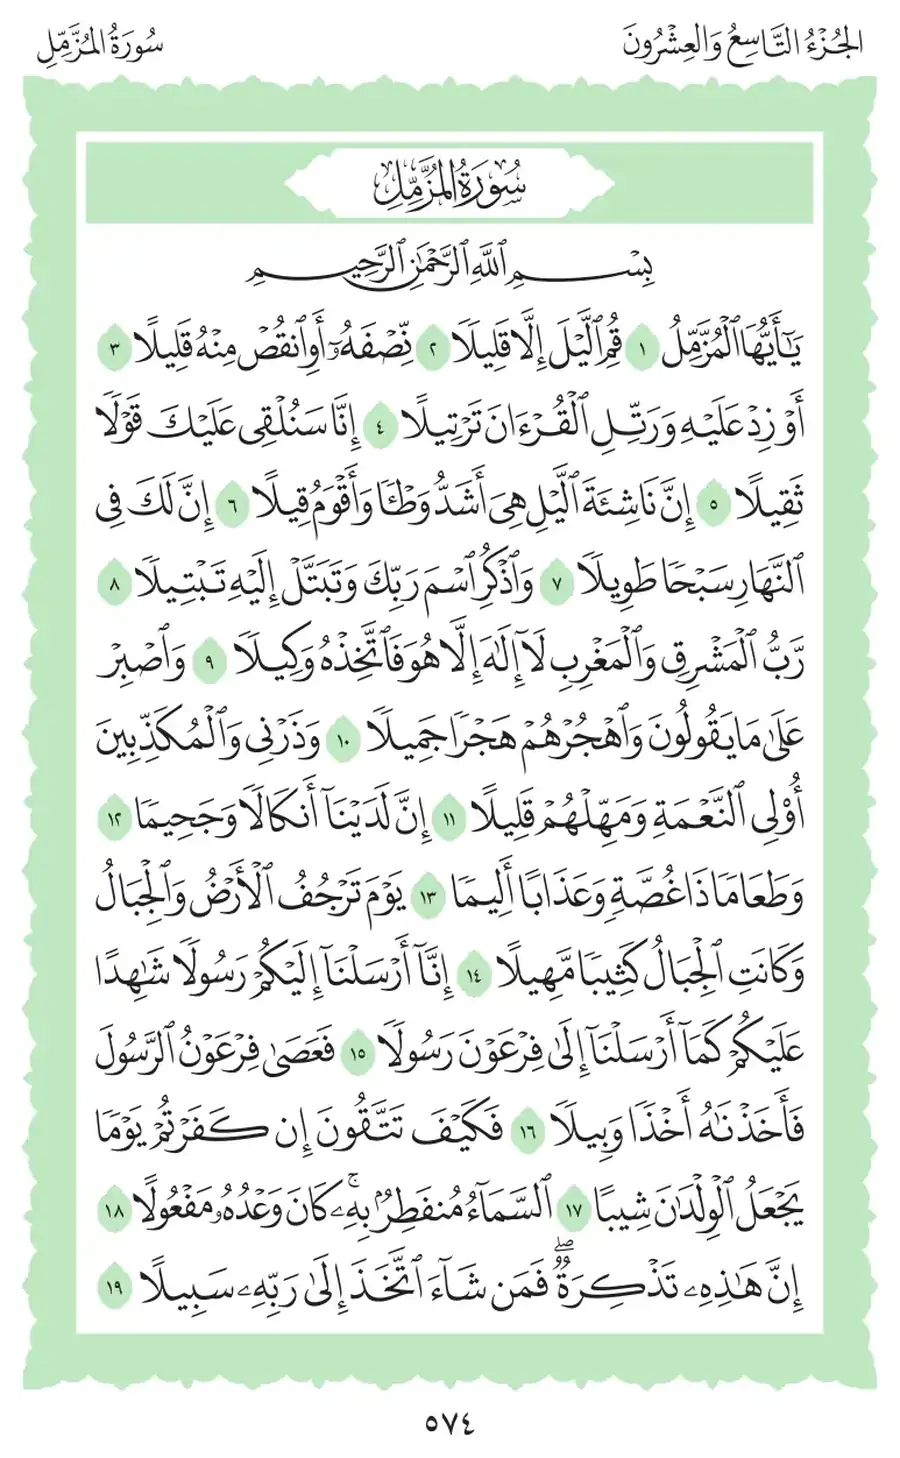 الجُزْءُ التَّاسِعُ وَالعِشْرُونَ
سُورَةُ المُزَّمِّلِ
سُورَةُ المُزَّمِّلِ
بِسْمِ ٱللَّهِ ٱلرَّحْمَٰنِ ٱلرَّحِيمِ
يَٰٓأَيُّهَا ٱلْمُزَّمِّلُ ١ قُمِ ٱلَّيْلَ إِلَّا قَلِيلًا ٢ نِّصْفَهُۥٓ أَوِ ٱنقُصْ مِنْهُ قَلِيلًا ٣
أَوْ زِدْ عَلَيْهِ وَرَتِّلِ ٱلْقُرْءَانَ تَرْتِيلًا ٤ إِنَّا سَنُلْقِى عَلَيْكَ قَوْلًا
ثَقِيلًا ٥ إِنَّ نَاشِئَةَ ٱلَّيْلِ هِىَ أَشَدُّ وَطْـًٔا وَأَقْوَمُ قِيلًا ٦ إِنَّ لَكَ فِى
ٱلنَّهَارِ سَبْحًا طَوِيلًا ٧ وَٱذْكُرِ ٱسْمَ رَبِّكَ وَتَبَتَّلْ إِلَيْهِ تَبْتِيلًا ٨
رَّبُّ ٱلْمَشْرِقِ وَٱلْمَغْرِبِ لَآ إِلَٰهَ إِلَّا هُوَ فَٱتَّخِذْهُ وَكِيلًا ٩ وَٱصْبِرْ
عَلَىٰ مَا يَقُولُونَ وَٱهْجُرْهُمْ هَجْرًا جَمِيلًا ١٠ وَذَرْنِى وَٱلْمُكَذِّبِينَ
أُو۟لِى ٱلنَّعْمَةِ وَمَهِّلْهُمْ قَلِيلًا ١١ إِنَّ لَدَيْنَآ أَنكَالًا وَجَحِيمًا ١٢
وَطَعَامًا ذَا غُصَّةٍ وَعَذَابًا أَلِيمًا ١٣ يَوْمَ تَرْجُفُ ٱلْأَرْضُ وَٱلْجِبَالُ
وَكَانَتِ ٱلْجِبَالُ كَثِيبًا مَّهِيلًا ١٤ إِنَّآ أَرْسَلْنَآ إِلَيْكُمْ رَسُولًا شَٰهِدًا
عَلَيْكُمْ كَمَآ أَرْسَلْنَآ إِلَىٰ فِرْعَوْنَ رَسُولًا ١٥ فَعَصَىٰ فِرْعَوْنُ ٱلرَّسُولَ
فَأَخَذْنَٰهُ أَخْذًا وَبِيلًا ١٦ فَكَيْفَ تَتَّقُونَ إِن كَفَرْتُمْ يَوْمًا
يَجْعَلُ ٱلْوِلْدَٰنَ شِيبًا ١٧ ٱلسَّمَآءُ مُنفَطِرٌۢ بِهِۦ ۚ كَانَ وَعْدُهُۥ مَفْعُولًا ١٨
إِنَّ هَٰذِهِۦ تَذْكِرَةٌ ۖ فَمَن شَآءَ ٱتَّخَذَ إِلَىٰ رَبِّهِۦ سَبِيلًا ١٩
٥٧٤